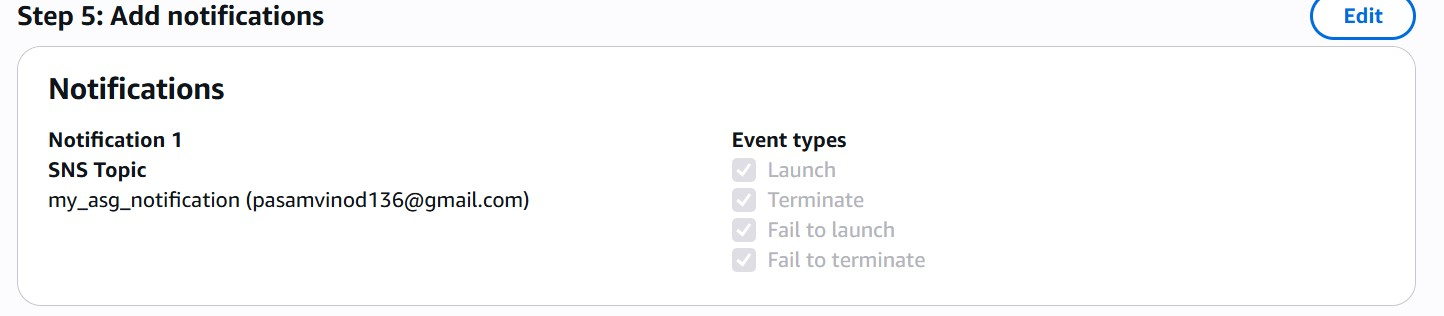 Step 5: Add notifications
Edit
Notifications
Notification 1
SNS Topic
my_asg_notification (pasamvinod136@gmail.com)
Event types
Launch
Terminate
Fail to launch
Fail to terminate